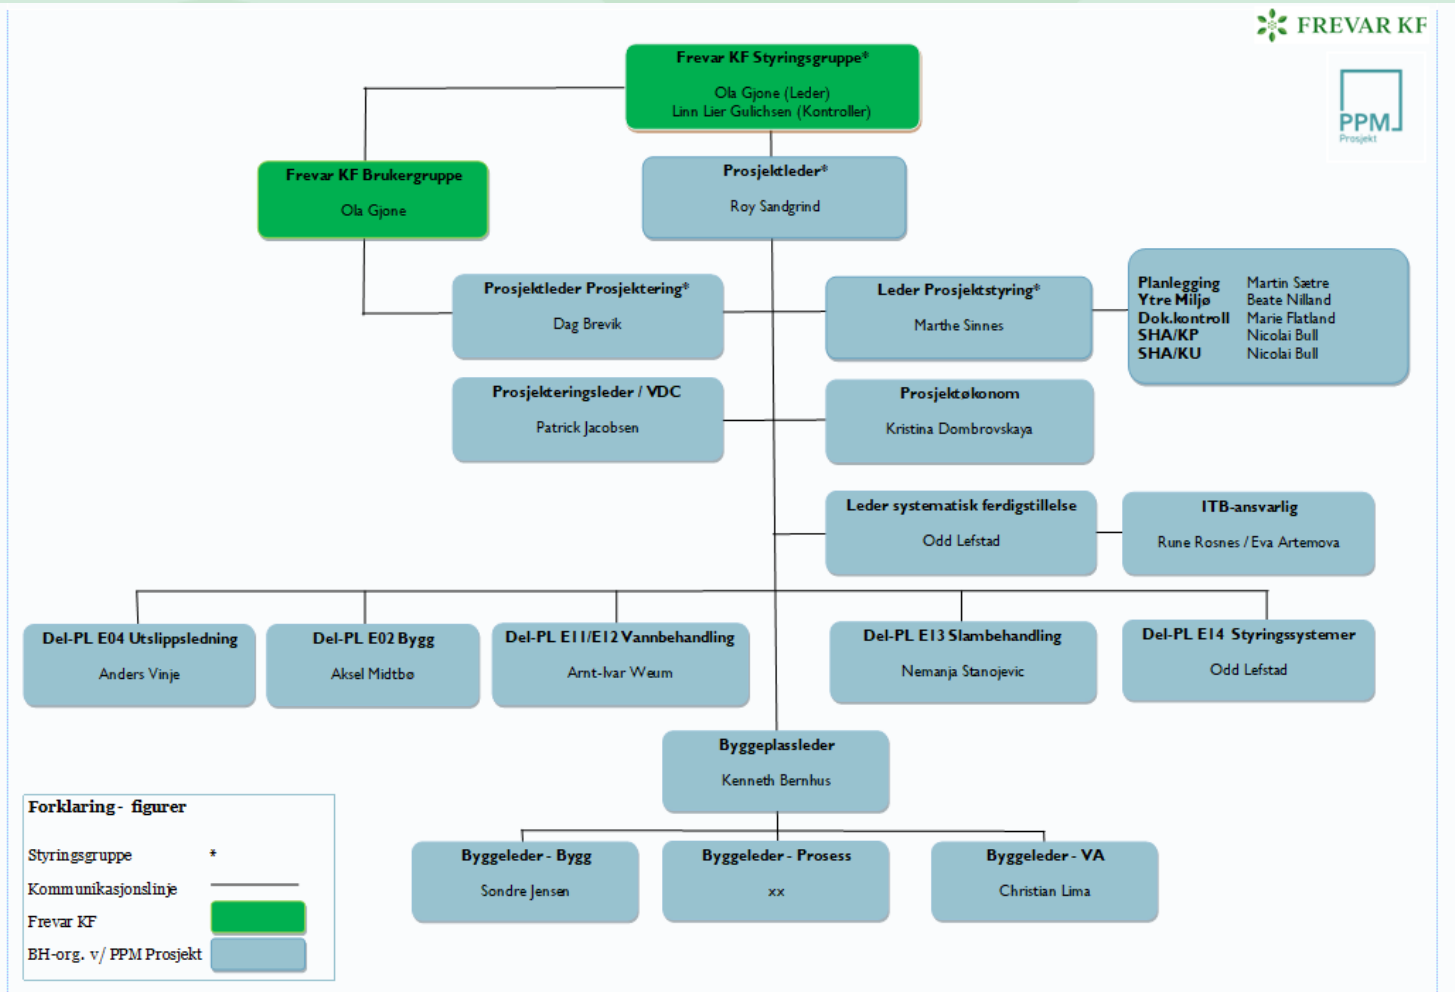 FREVAR KF
PPM
Prosjekt
Frevar KF Styringsgruppe*
Ola Gjone (Leder)
Linn Lier Gulichsen (Kontroller)
Frevar KF Brukergruppe
Ola Gjone
Prosjektleder*
Roy Sandgrind
Prosjektleder Prosjektering*
Dag Brevik
Leder Prosjektstyring*
Marthe Sinnes
Planlegging Martin Sætre
Ytre Miljø Beate Nilland
Dok.kontroll Marie Flatland
SHA/KP Nicolai Bull
SHA/KU Nicolai Bull
Prosjekteringsleder / VDC
Patrick Jacobsen
Prosjektøkonom
Kristina Dombrovskaya
Leder systematisk ferdigstillelse
Odd Lefstad
ITB-ansvarlig
Rune Rosnes / Eva Artemova
Del-PL E04 Utslippsledning
Anders Vinje
Del-PL E02 Bygg
Aksel Midtbø
Del-PL E11/E12 Vannbehandling
Arnt-Ivar Weum
Del-PL E13 Slambehandling
Nemanja Stanojevic
Del-PL E14 Styringssystemer
Odd Lefstad
Byggeplassleder
Kenneth Bernhus
Byggeleder - Bygg
Sondre Jensen
Byggeleder - Prosess
xx
Byggeleder - VA
Christian Lima
Forklaring - figurer
Styringsgruppe *
Kommunikasjonslinje
Frevar KF
BH-org. v/ PPM Prosjekt